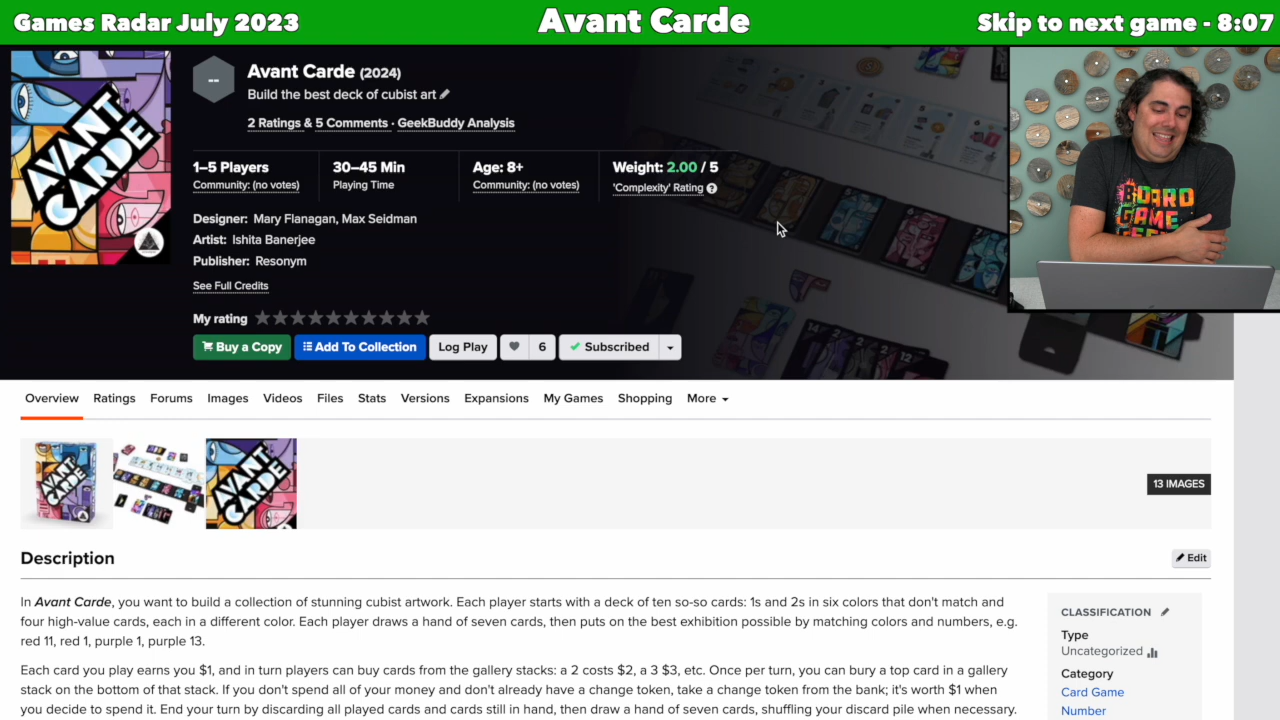 Games Radar July 2023
Avant Carde
Skip to next game - 8:07
AVANT
CARDE
--
Avant Carde (2024)
Build the best deck of cubist art
2 Ratings & 5 Comments · GeekBuddy Analysis
1–5 Players
Community: (no votes)
30–45 Min
Playing Time
Age: 8+
Community: (no votes)
Weight: 2.00 / 5
'Complexity' Rating
Designer: Mary Flanagan, Max Seidman
Artist: Ishita Banerjee
Publisher: Resonym
See Full Credits
My rating
Buy a Copy
Add To Collection
Log Play
6
Subscribed
BOARD
GAME
GEEK
Overview
Ratings
Forums
Images
Videos
Files
Stats
Versions
Expansions
My Games
Shopping
More
AVANT
CARDE
AVANT
CARDE
13 IMAGES
Description
Edit
In Avant Carde, you want to build a collection of stunning cubist artwork. Each player starts with a deck of ten so-so cards: 1s and 2s in six colors that don't match and
four high-value cards, each in a different color. Each player draws a hand of seven cards, then puts on the best exhibition possible by matching colors and numbers, e.g.
red 11, red 1, purple 1, purple 13.
Each card you play earns you $1, and in turn players can buy cards from the gallery stacks: a 2 costs $2, a 3 $3, etc. Once per turn, you can bury a top card in a gallery
stack on the bottom of that stack. If you don't spend all of your money and don't already have a change token, take a change token from the bank; it's worth $1 when
you decide to spend it. End your turn by discarding all played cards and cards still in hand, then draw a hand of seven cards, shuffling your discard pile when necessary.
CLASSIFICATION
Type
Uncategorized
Category
Card Game
Number